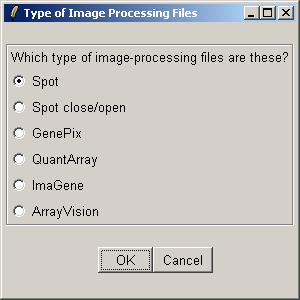 Type of Image Processing Files
Which type of image-processing files are these?
Spot
Spot close/open
GenePix
QuantArray
ImaGene
ArrayVision
OK Cancel